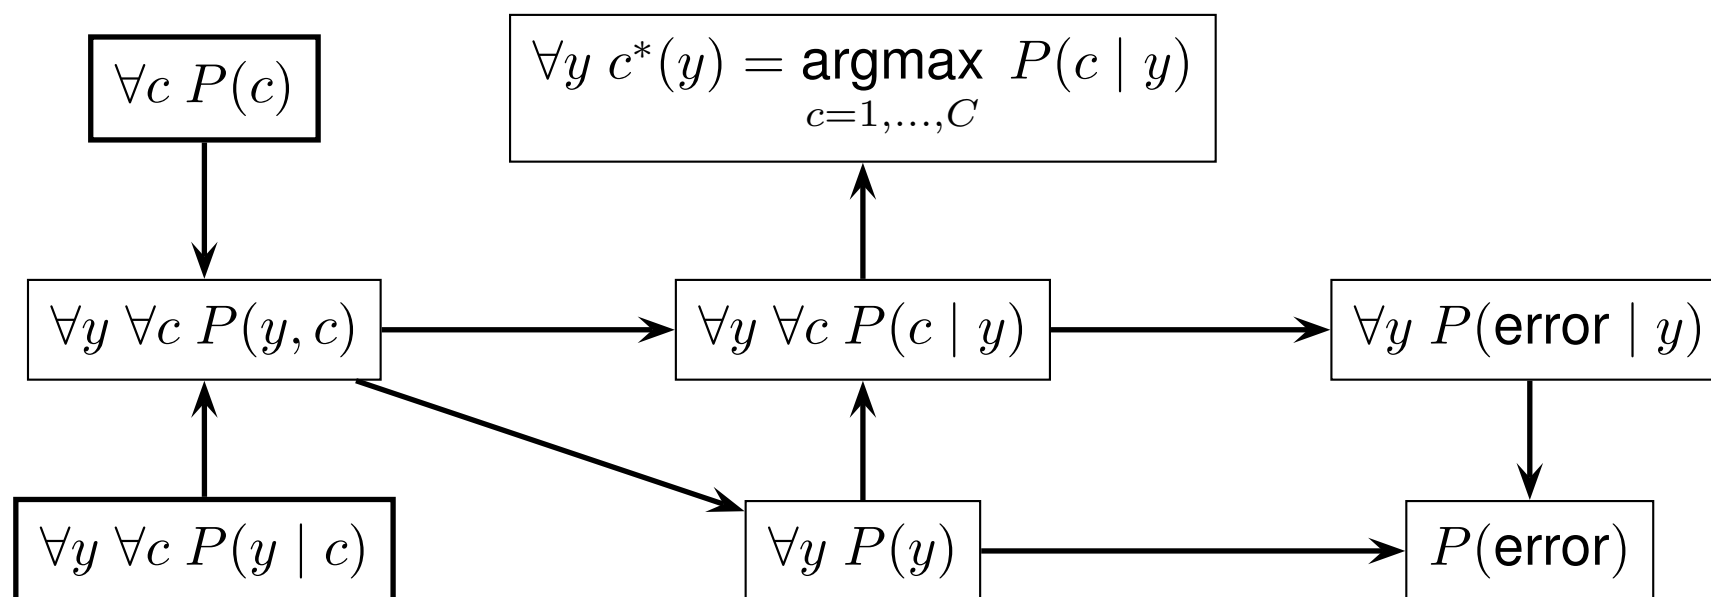 ∀c P(c)
∀y c*(y) = argmax P(c | y)
c=1,...,C
∀y ∀c P(y, c)
∀y ∀c P(c | y)
∀y P(error | y)
∀y ∀c P(y | c)
∀y P(y)
P(error)